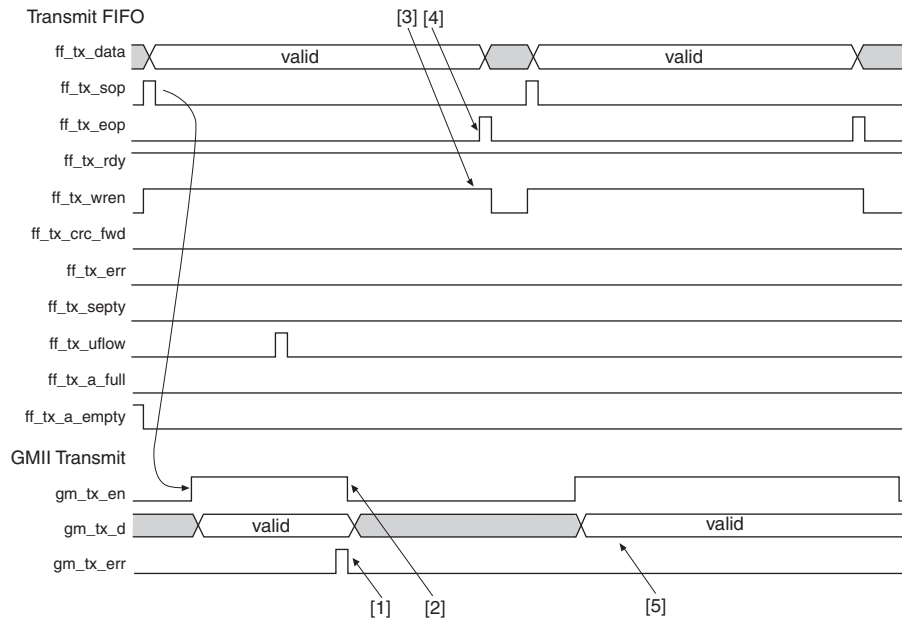 Transmit FIFO
[3] [4]
ff_tx_data valid valid
ff_tx_sop
ff_tx_eop
ff_tx_rdy
ff_tx_wren
ff_tx_crc_fwd
ff_tx_err
ff_tx_septy
ff_tx_uflow
ff_tx_a_full
ff_tx_a_empty
GMII Transmit
gm_tx_en
gm_tx_d valid valid
gm_tx_err
[1] [2] [5]